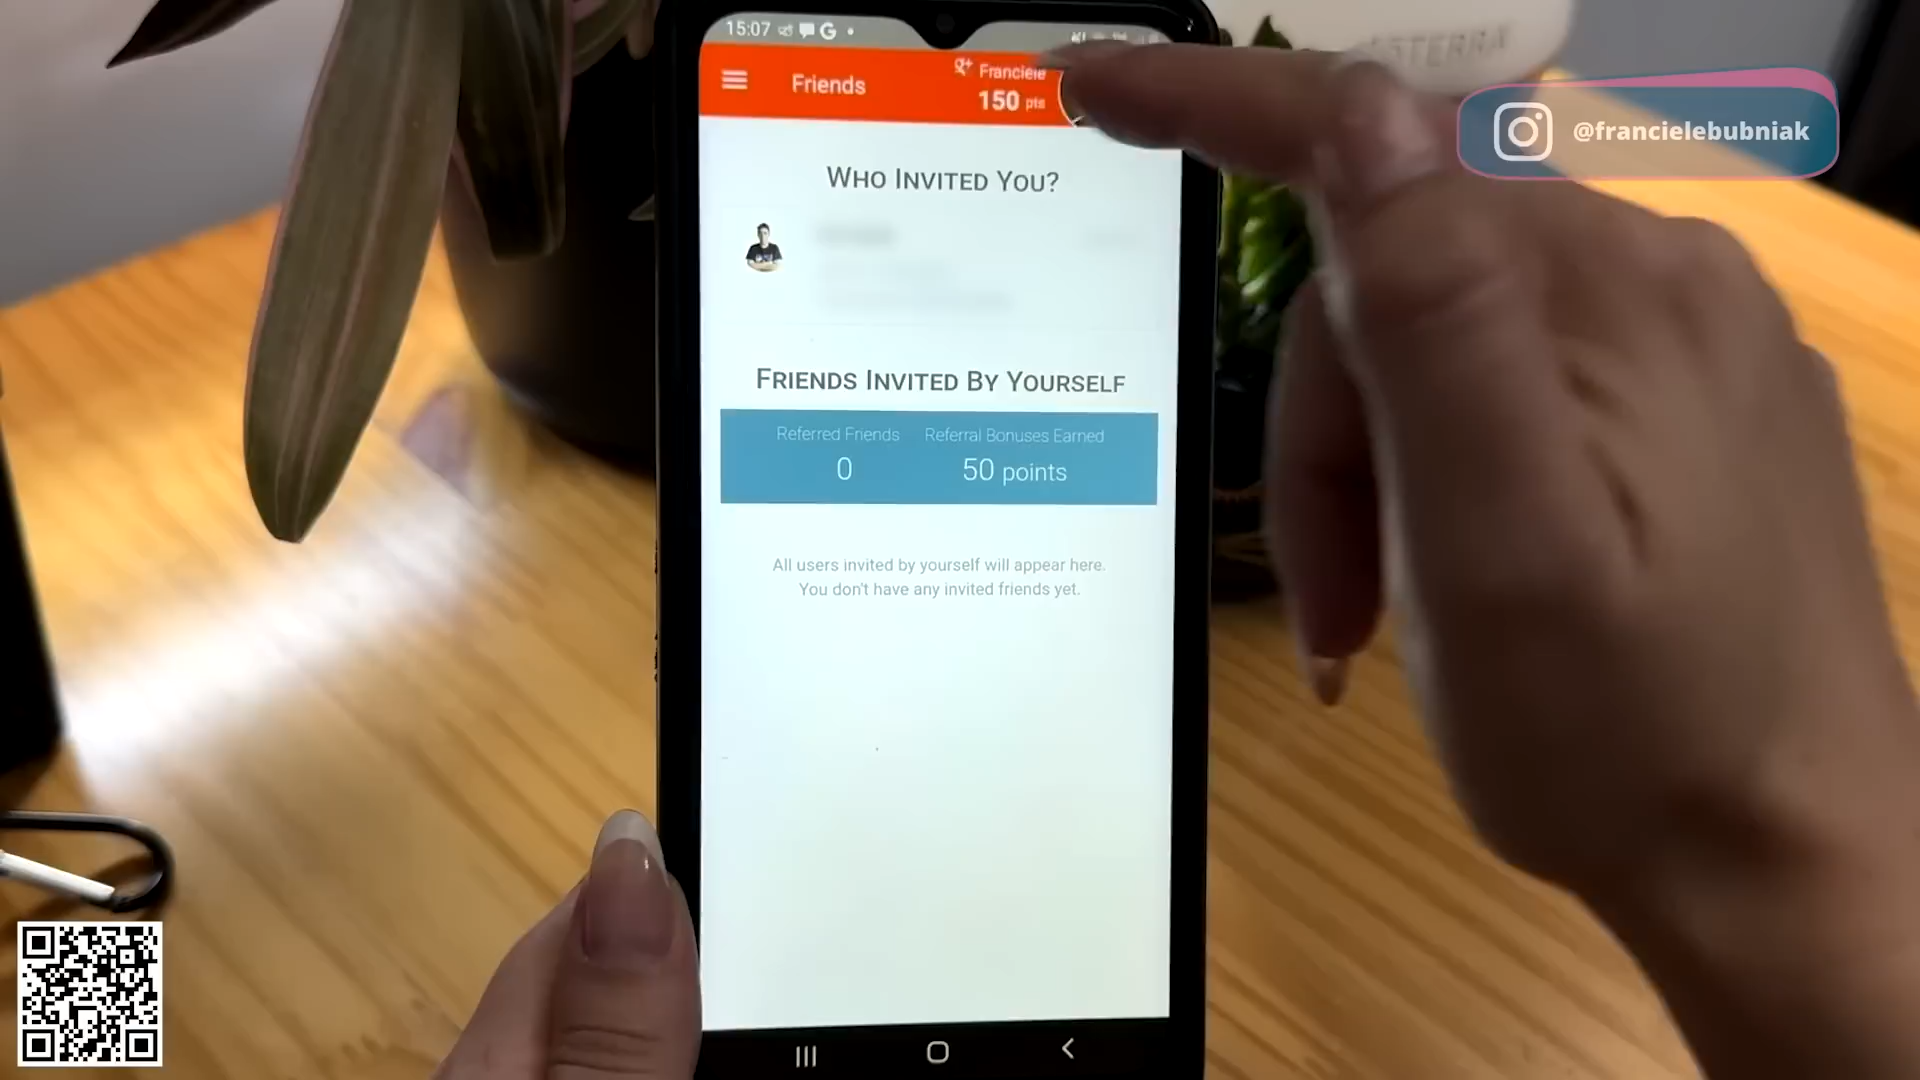 15:07
Friends
Franciele
150 pts
@francielebubniak
WHO INVITED YOU?
FRIENDS INVITED BY YOURSELF
Referred Friends
Referral Bonuses Earned
0
50 points
All users invited by yourself will appear here.
You don't have any invited friends yet.